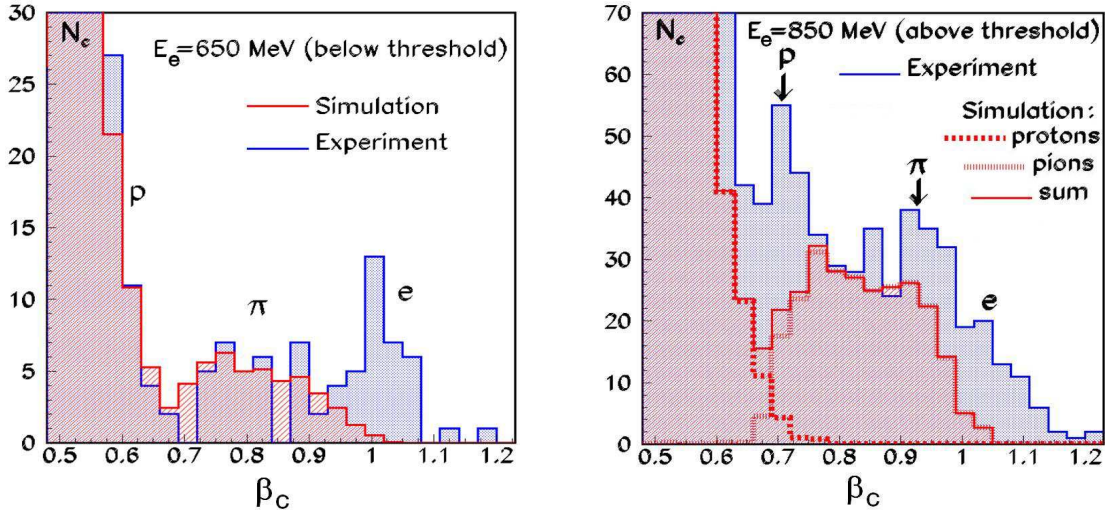 N_c
E_e=650 MeV (below threshold)
Simulation
Experiment
p
π
e
30
25
20
15
10
5
0
0.5 0.6 0.7 0.8 0.9 1 1.1 1.2
β_C
N_c
E_e=850 MeV (above threshold)
p
Experiment
Simulation:
protons
pions
sum
π
e
70
60
50
40
30
20
10
0
0.5 0.6 0.7 0.8 0.9 1 1.1 1.2
β_C